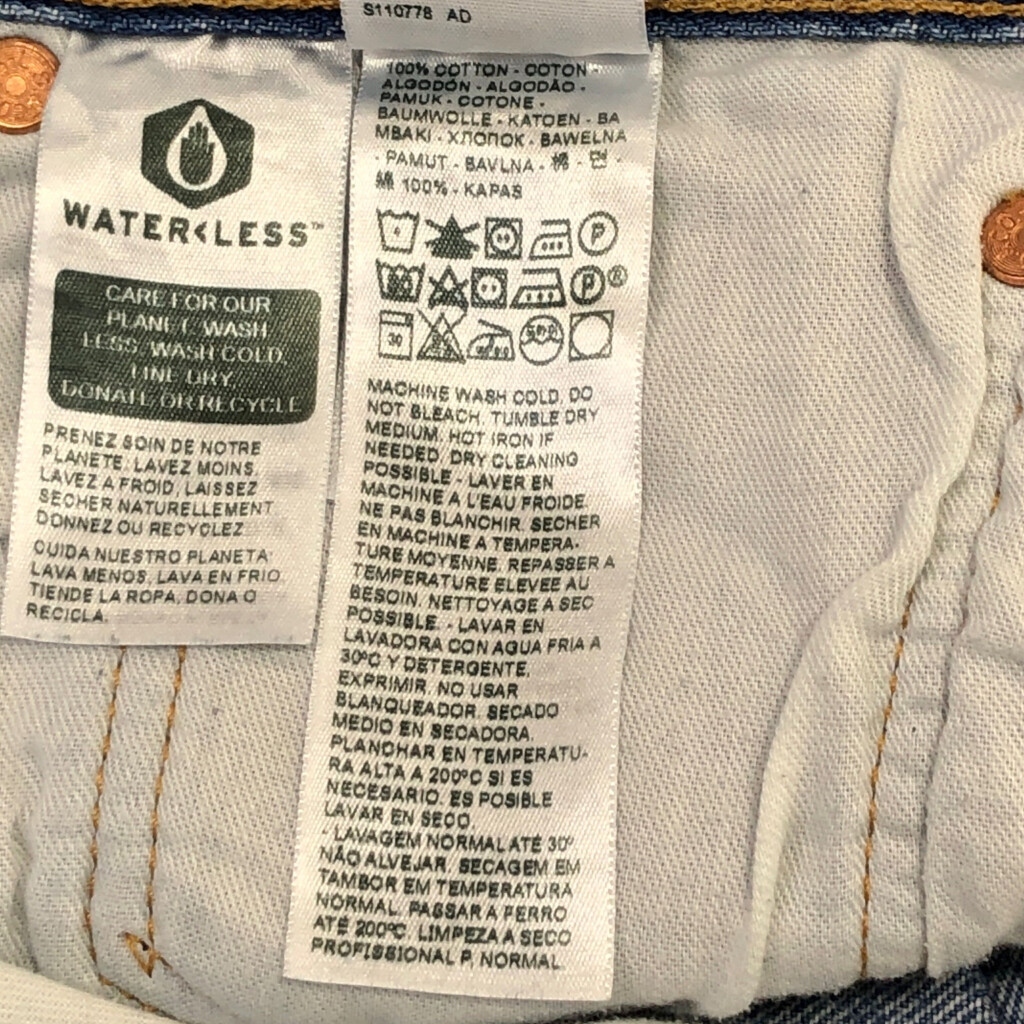 S110778 AD
WATER<LESS™
CARE FOR OUR
PLANET. WASH
LESS, WASH COLD,
LINE DRY,
DONATE OR RECYCLE
PRENEZ SOIN DE NOTRE
PLANETE, LAVEZ MOINS,
LAVEZ A FROID, LAISSEZ
SECHER NATURELLEMENT
DONNEZ OU RECYCLEZ
CUIDA NUESTRO PLANETA
LAVA MENOS, LAVA EN FRIO,
TIENDE LA ROPA, DONA O
RECICLA.
100% COTTON - COTON -
ALGODÓN - ALGODÃO -
PAMUK - COTONE -
BAUMWOLLE - KATOEN - BA
MBAKI - ХЛОПОК - BAWEŁNA
- PAMUT - BAVLNA - 棉 - 면 -
綿 100% - KAPAS
P
P®
30
MACHINE WASH COLD. DO
NOT BLEACH. TUMBLE DRY
MEDIUM. HOT IRON IF
NEEDED. DRY CLEANING
POSSIBLE - LAVER EN
MACHINE A L'EAU FROIDE.
NE PAS BLANCHIR. SECHER
EN MACHINE A TEMPERA-
TURE MOYENNE. REPASSER A
TEMPERATURE ELEVEE AU
BESOIN. NETTOYAGE A SEC
POSSIBLE. - LAVAR EN
LAVADORA CON AGUA FRIA A
30ºC Y DETERGENTE.
EXPRIMIR. NO USAR
BLANQUEADOR. SECADO
MEDIO EN SECADORA.
PLANCHAR EN TEMPERATU-
RA ALTA A 200ºC SI ES
NECESARIO. ES POSIBLE
LAVAR EN SECO.
- LAVAGEM NORMAL ATÉ 30º
NÃO ALVEJAR. SECAGEM EM
TAMBOR EM TEMPERATURA
NORMAL. PASSAR A FERRO
ATÉ 200ºC. LIMPEZA A SECO
PROFISSIONAL P, NORMAL.